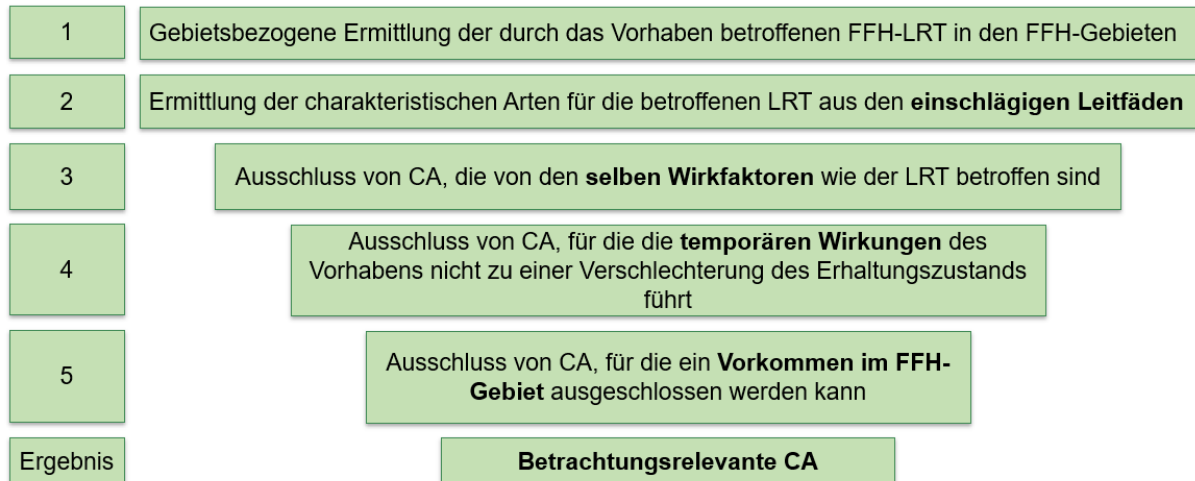 1
Gebietsbezogene Ermittlung der durch das Vorhaben betroffenen FFH-LRT in den FFH-Gebieten
2
Ermittlung der charakteristischen Arten für die betroffenen LRT aus den einschlägigen Leitfäden
3
Ausschluss von CA, die von den selben Wirkfaktoren wie der LRT betroffen sind
4
Ausschluss von CA, für die die temporären Wirkungen des
Vorhabens nicht zu einer Verschlechterung des Erhaltungszustands
führt
5
Ausschluss von CA, für die ein Vorkommen im FFH-
Gebiet ausgeschlossen werden kann
Ergebnis
Betrachtungsrelevante CA